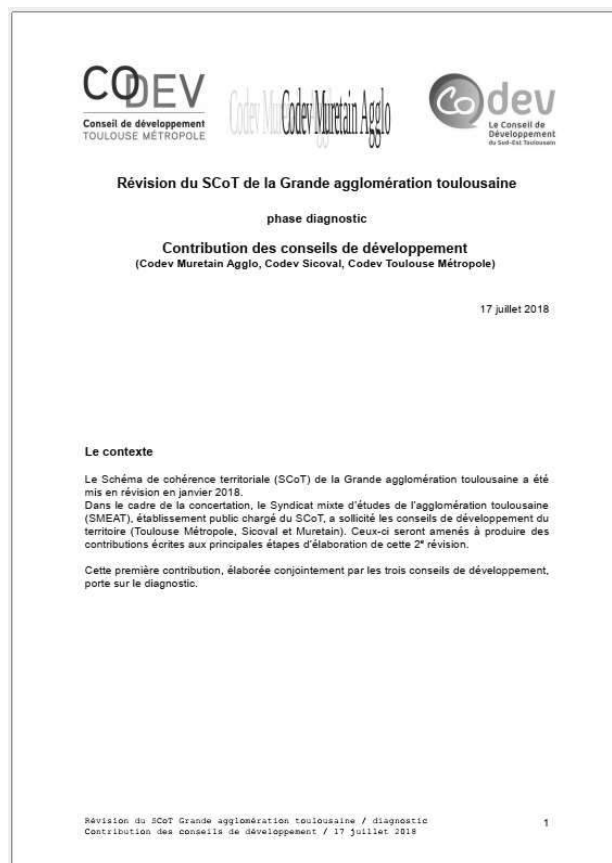 CODEV
Conseil de développement
TOULOUSE MÉTROPOLE
Codev Muretain Agglo
Codev
Le Conseil de
Développement
du Sud-Est Toulousain
Révision du SCoT de la Grande agglomération toulousaine
phase diagnostic
Contribution des conseils de développement
(Codev Muretain Agglo, Codev Sicoval, Codev Toulouse Métropole)
17 juillet 2018
Le contexte
Le Schéma de cohérence territoriale (SCoT) de la Grande agglomération toulousaine a été
mis en révision en janvier 2018.
Dans le cadre de la concertation, le Syndicat mixte d'études de l'agglomération toulousaine
(SMEAT), établissement public chargé du SCoT, a sollicité les conseils de développement du
territoire (Toulouse Métropole, Sicoval et Muretain). Ceux-ci seront amenés à produire des
contributions écrites aux principales étapes d'élaboration de cette 2e révision.
Cette première contribution, élaborée conjointement par les trois conseils de développement,
porte sur le diagnostic.
Révision du SCoT Grande agglomération toulousaine / diagnostic
Contribution des conseils de développement / 17 juillet 2018
1